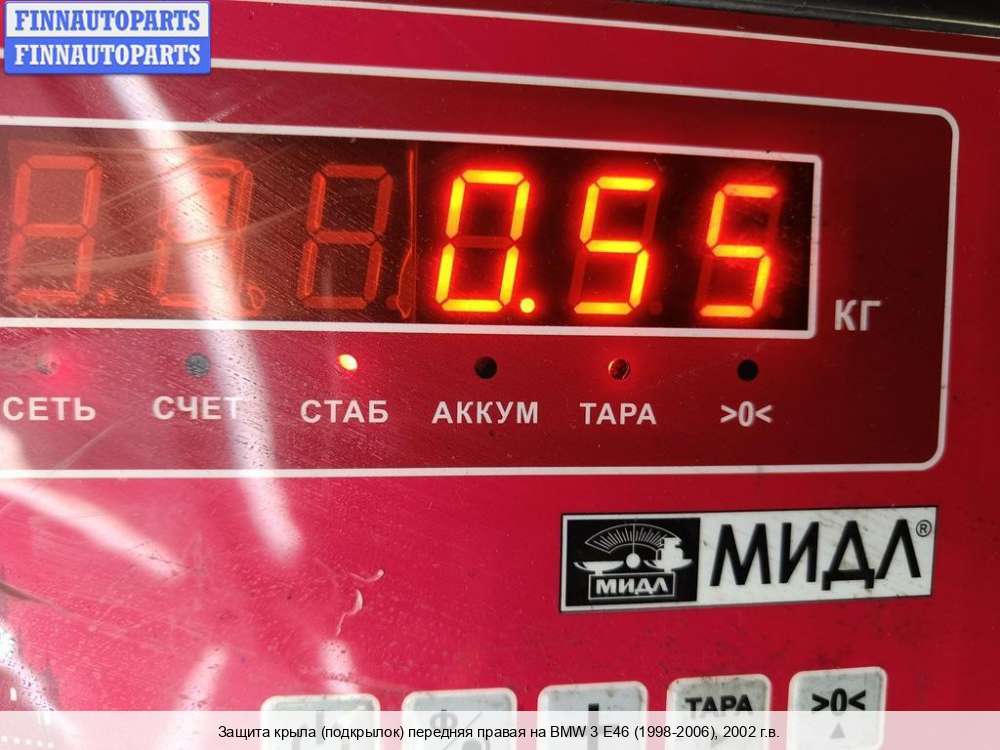 FINNAUTOPARTS
FINNAUTOPARTS
0.55
КГ
СЕТЬ СЧЕТ СТАБ АККУМ ТАРА >0<
МИДЛ МИДЛ®
ТАРА >0<
Защита крыла (подкрылок) передняя правая на BMW 3 E46 (1998-2006), 2002 г.в.